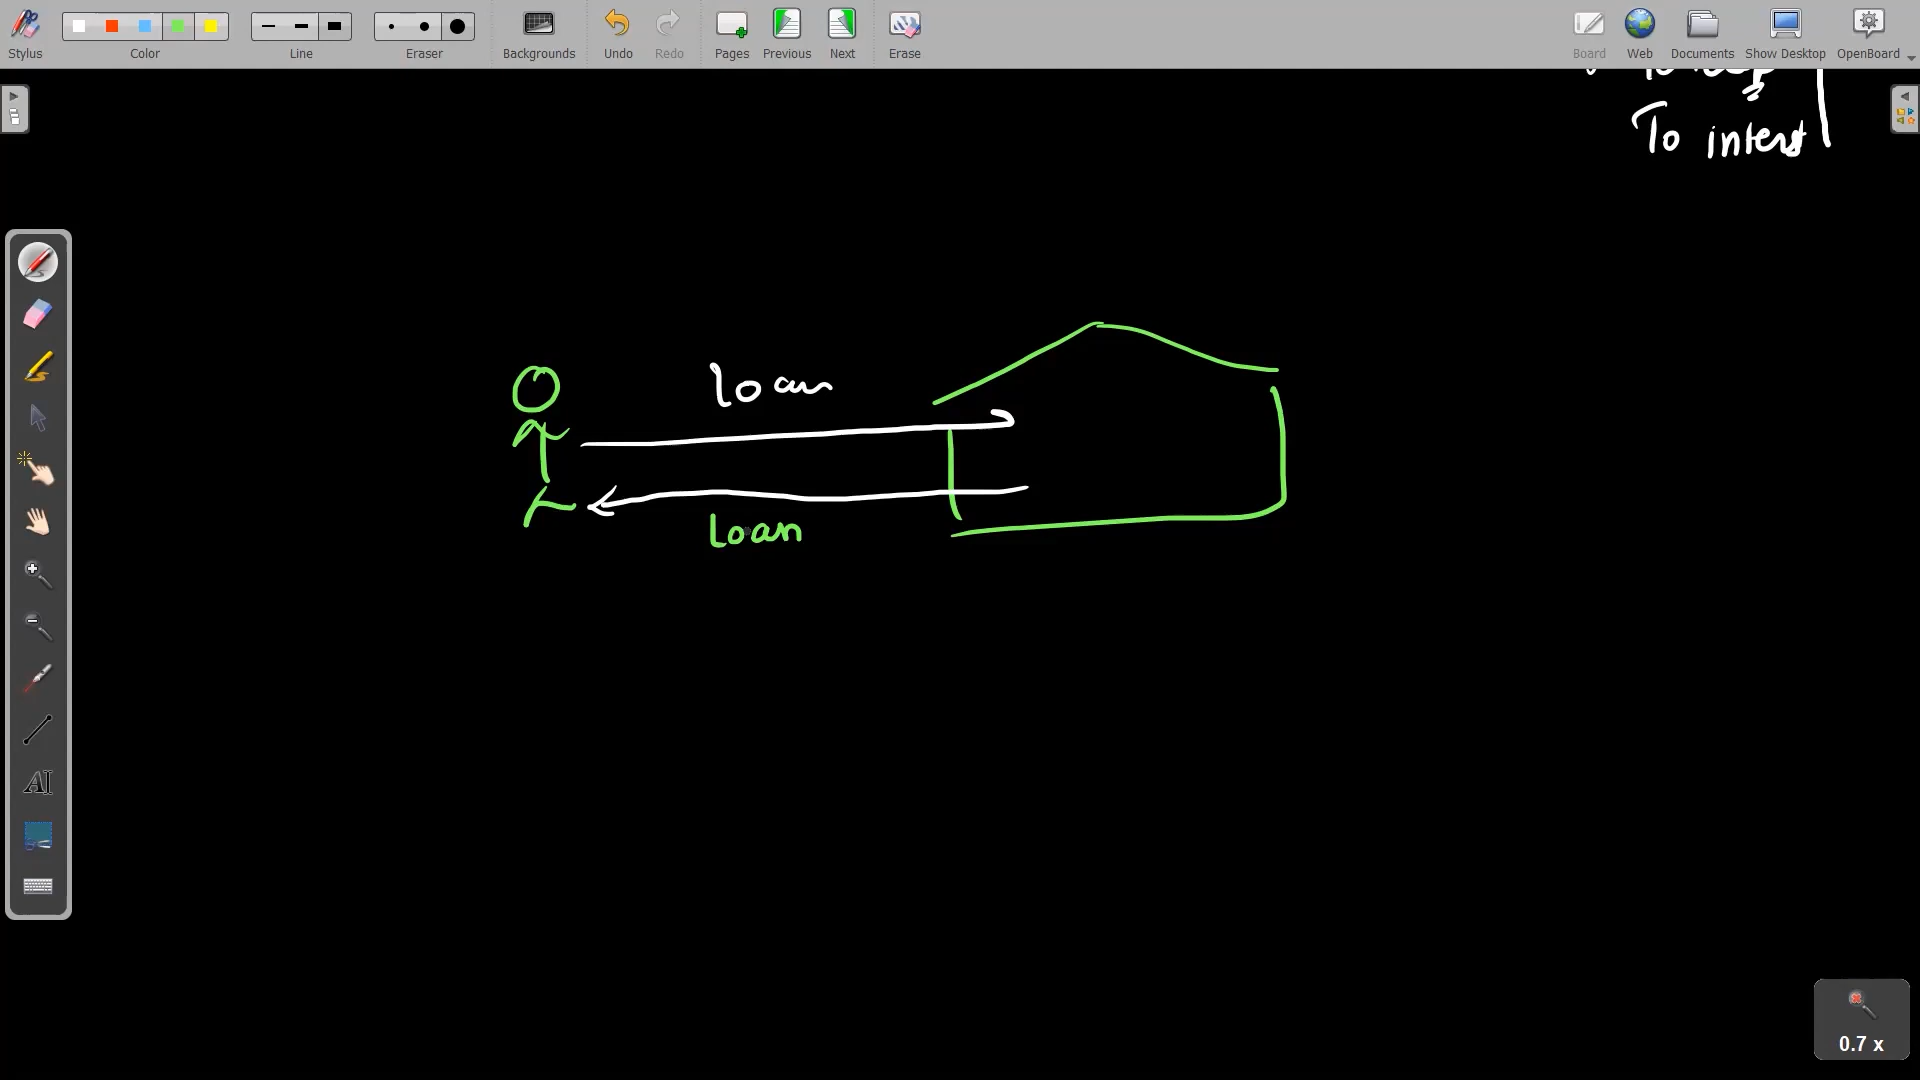 Stylus Color Line Eraser Backgrounds Undo Redo Pages Previous Next Erase Board Web Documents Show Desktop OpenBoard
To
To interst
loan
loan
0.7 x